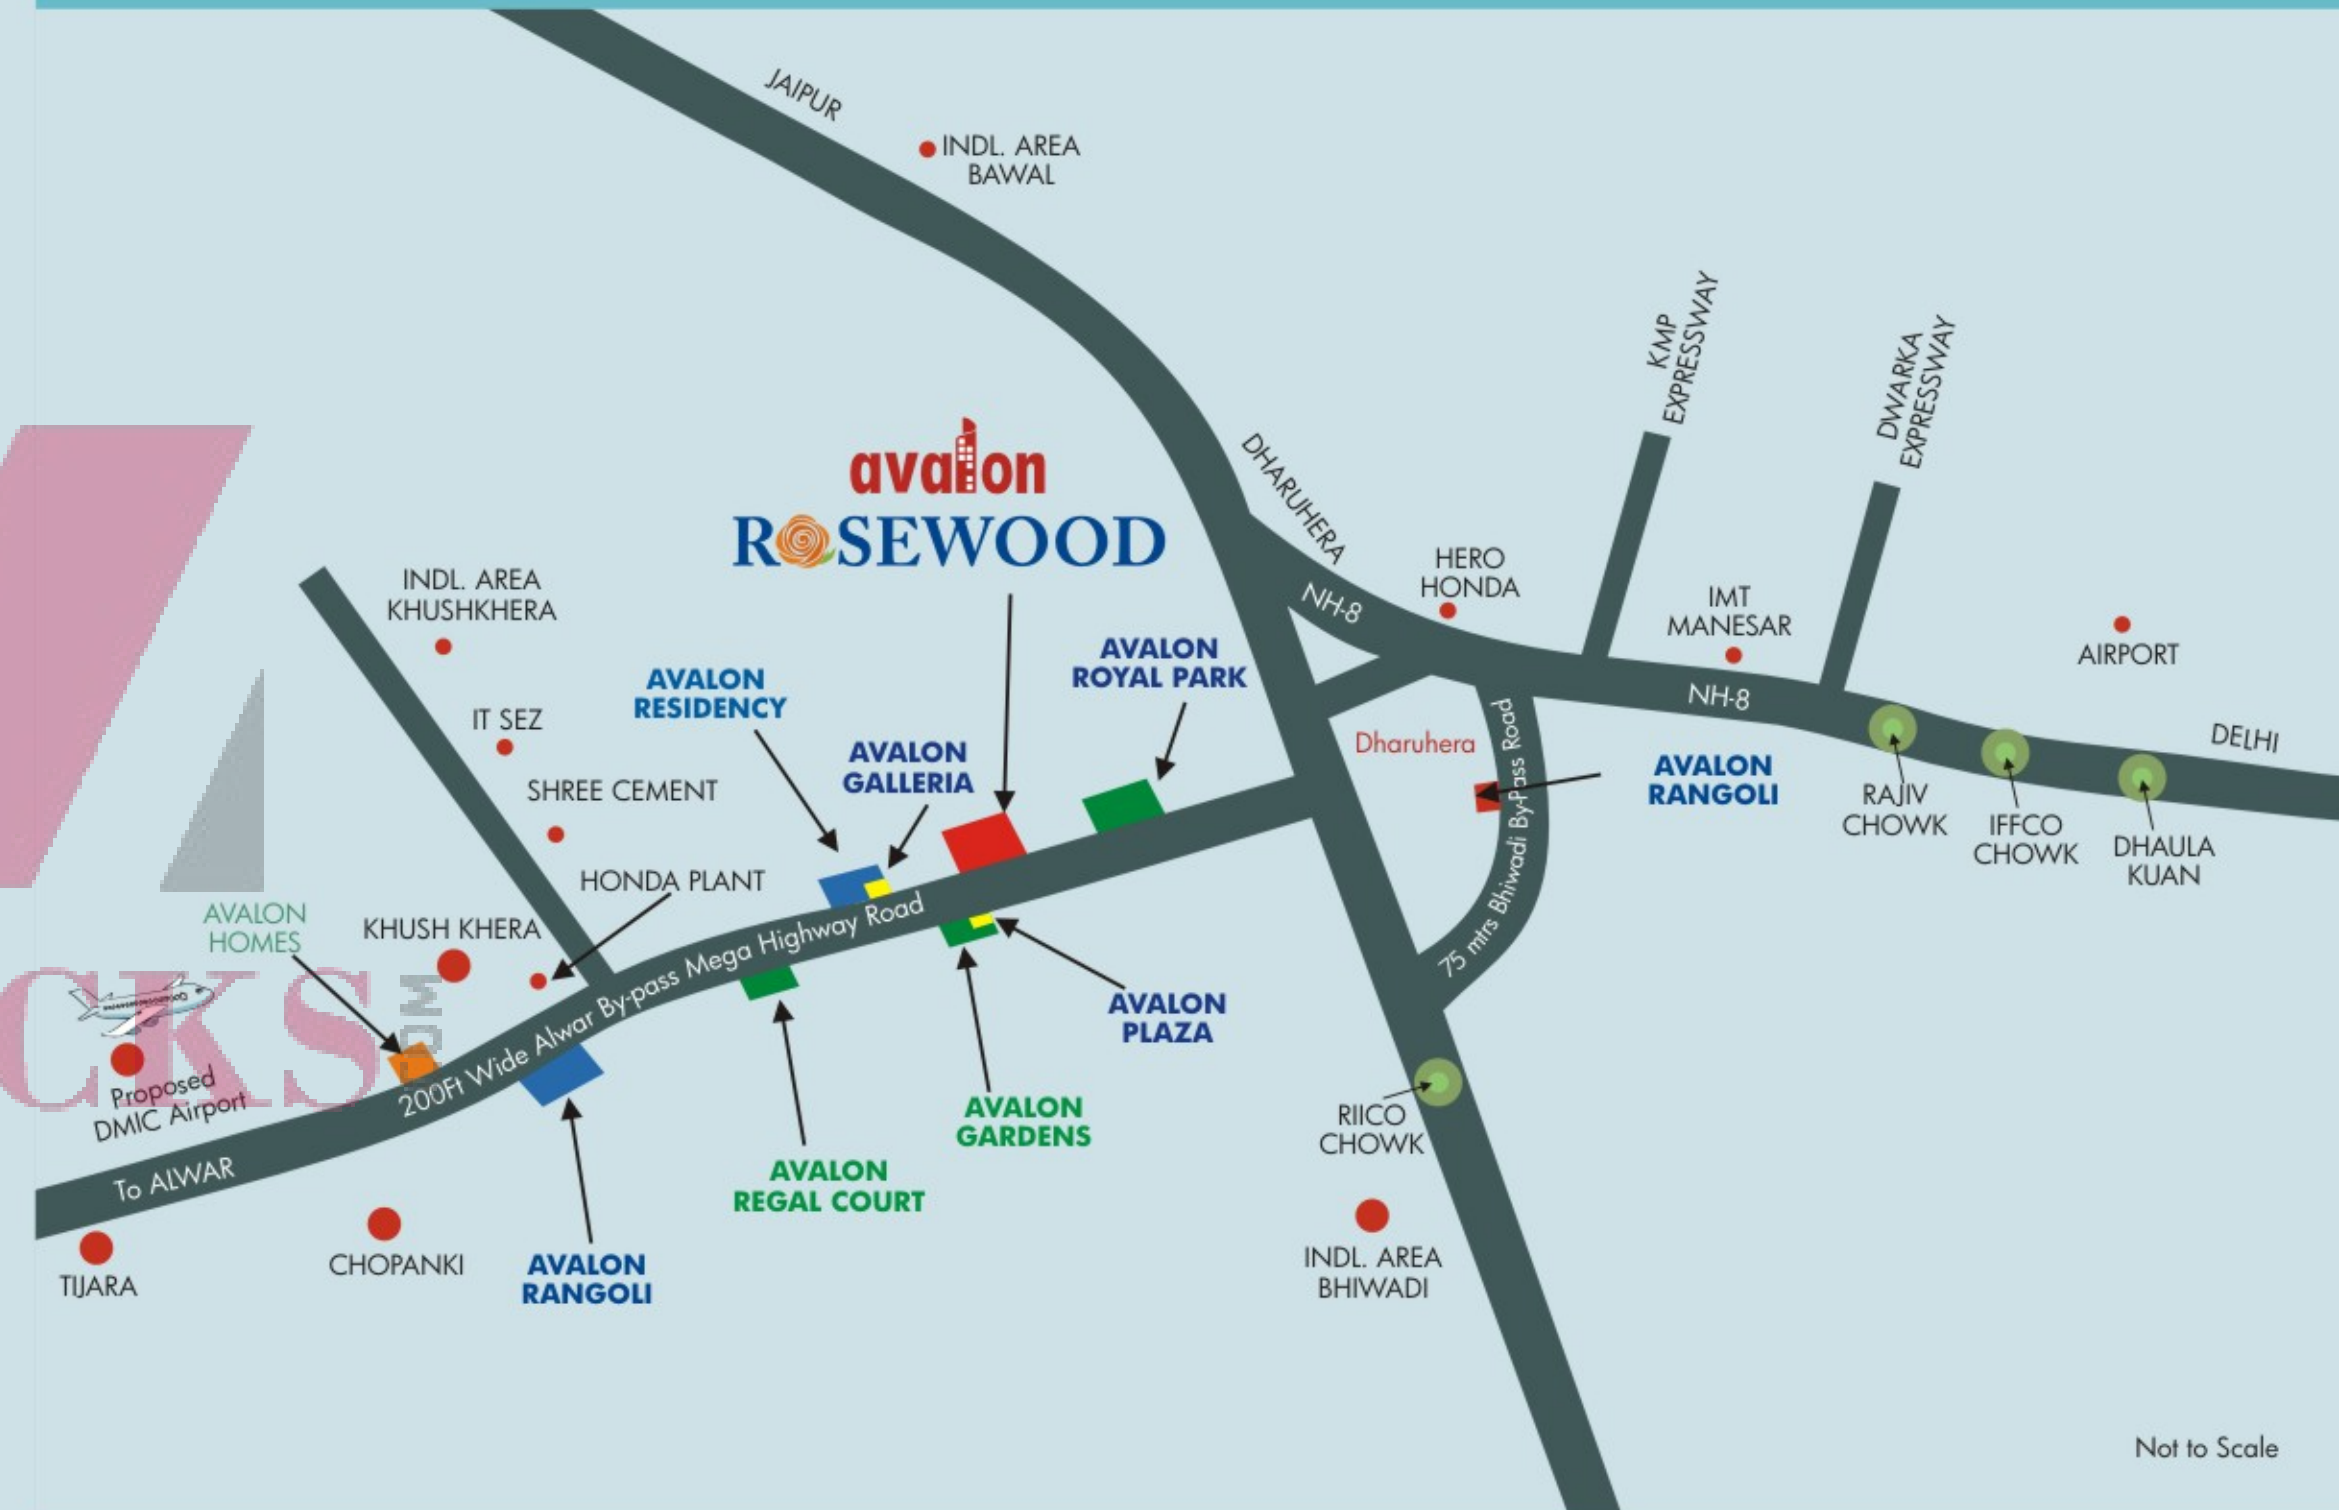 JAIPUR
INDL. AREA
BAWAL
KMP
EXPRESSWAY
DWARKA
EXPRESSWAY
avalon
ROSEWOOD
DHARUHERA
NH-8
HERO
HONDA
IMT
MANESAR
AIRPORT
NH-8
DELHI
INDL. AREA
KHUSHKHERA
IT SEZ
SHREE CEMENT
HONDA PLANT
KHUSH KHERA
AVALON
RESIDENCY
AVALON
GALLERIA
AVALON
ROYAL PARK
Dharuhera
75 mtrs Bhiwadi By-Pass Road
AVALON
RANGOLI
RAJIV
CHOWK
IFFCO
CHOWK
DHAULA
KUAN
AVALON
HOMES
CKS
.COM
Proposed
DMIC Airport
200Ft Wide Alwar By-pass Mega Highway Road
To ALWAR
AVALON
PLAZA
AVALON
GARDENS
AVALON
REGAL COURT
AVALON
RANGOLI
TIJARA
CHOPANKI
RIICO
CHOWK
INDL. AREA
BHIWADI
Not to Scale